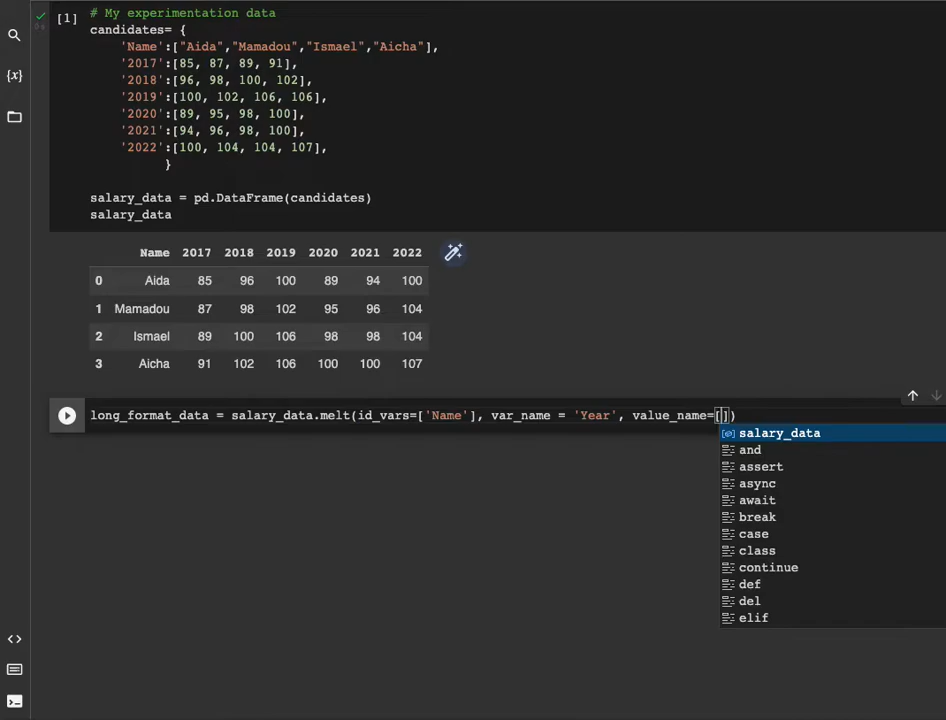 [1]
# My experimentation data
candidates= {
'Name':["Aida","Mamadou","Ismael","Aicha"],
'2017':[85, 87, 89, 91],
'2018':[96, 98, 100, 102],
'2019':[100, 102, 106, 106],
'2020':[89, 95, 98, 100],
'2021':[94, 96, 98, 100],
'2022':[100, 104, 104, 107],
}
salary_data = pd.DataFrame(candidates)
salary_data
Name 2017 2018 2019 2020 2021 2022
0 Aida 85 96 100 89 94 100
1 Mamadou 87 98 102 95 96 104
2 Ismael 89 100 106 98 98 104
3 Aicha 91 102 106 100 100 107
long_format_data = salary_data.melt(id_vars=['Name'], var_name = 'Year', value_name=[])
salary_data
and
assert
async
await
break
case
class
continue
def
del
elif